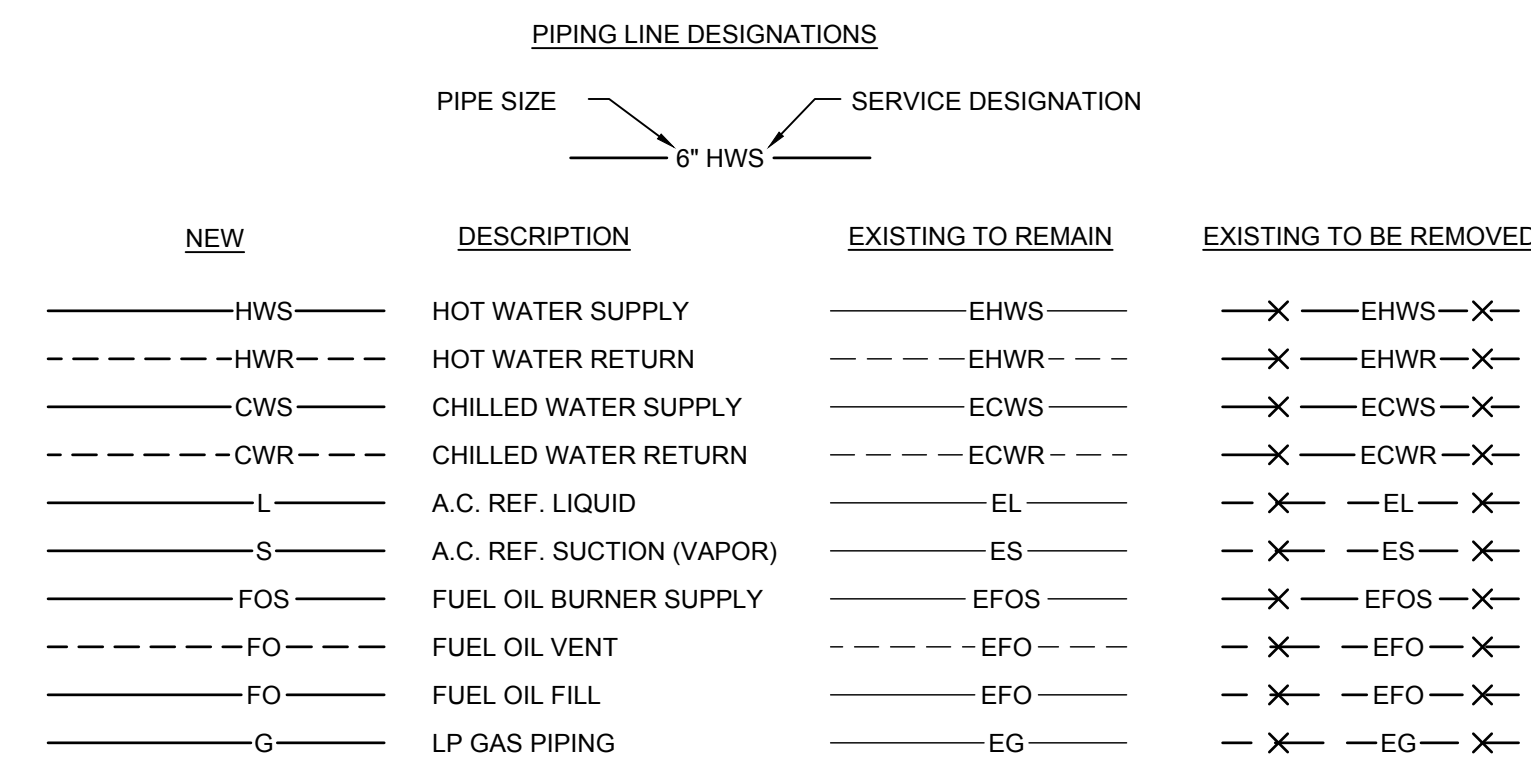 PIPING LINE DESIGNATIONS
PIPE SIZE SERVICE DESIGNATION
6" HWS
NEW DESCRIPTION EXISTING TO REMAIN EXISTING TO BE REMOVED
HWS HOT WATER SUPPLY EHWS EHWS
HWR HOT WATER RETURN EHWR EHWR
CWS CHILLED WATER SUPPLY ECWS ECWS
CWR CHILLED WATER RETURN ECWR ECWR
L A.C. REF. LIQUID EL EL
S A.C. REF. SUCTION (VAPOR) ES ES
FOS FUEL OIL BURNER SUPPLY EFOS EFOS
FO FUEL OIL VENT EFO EFO
FO FUEL OIL FILL EFO EFO
G LP GAS PIPING EG EG